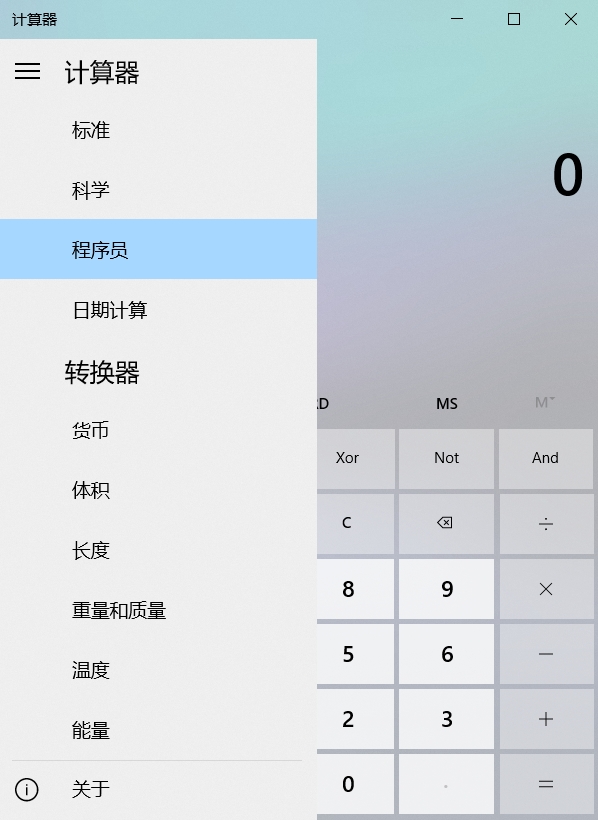 计算器
计算器
标准
科学
程序员
日期计算
转换器
货币
体积
长度
重量和质量
温度
能量
关于
0
MS M
Xor Not And
C ÷
8 9 ×
5 6 −
2 3 +
0 . =